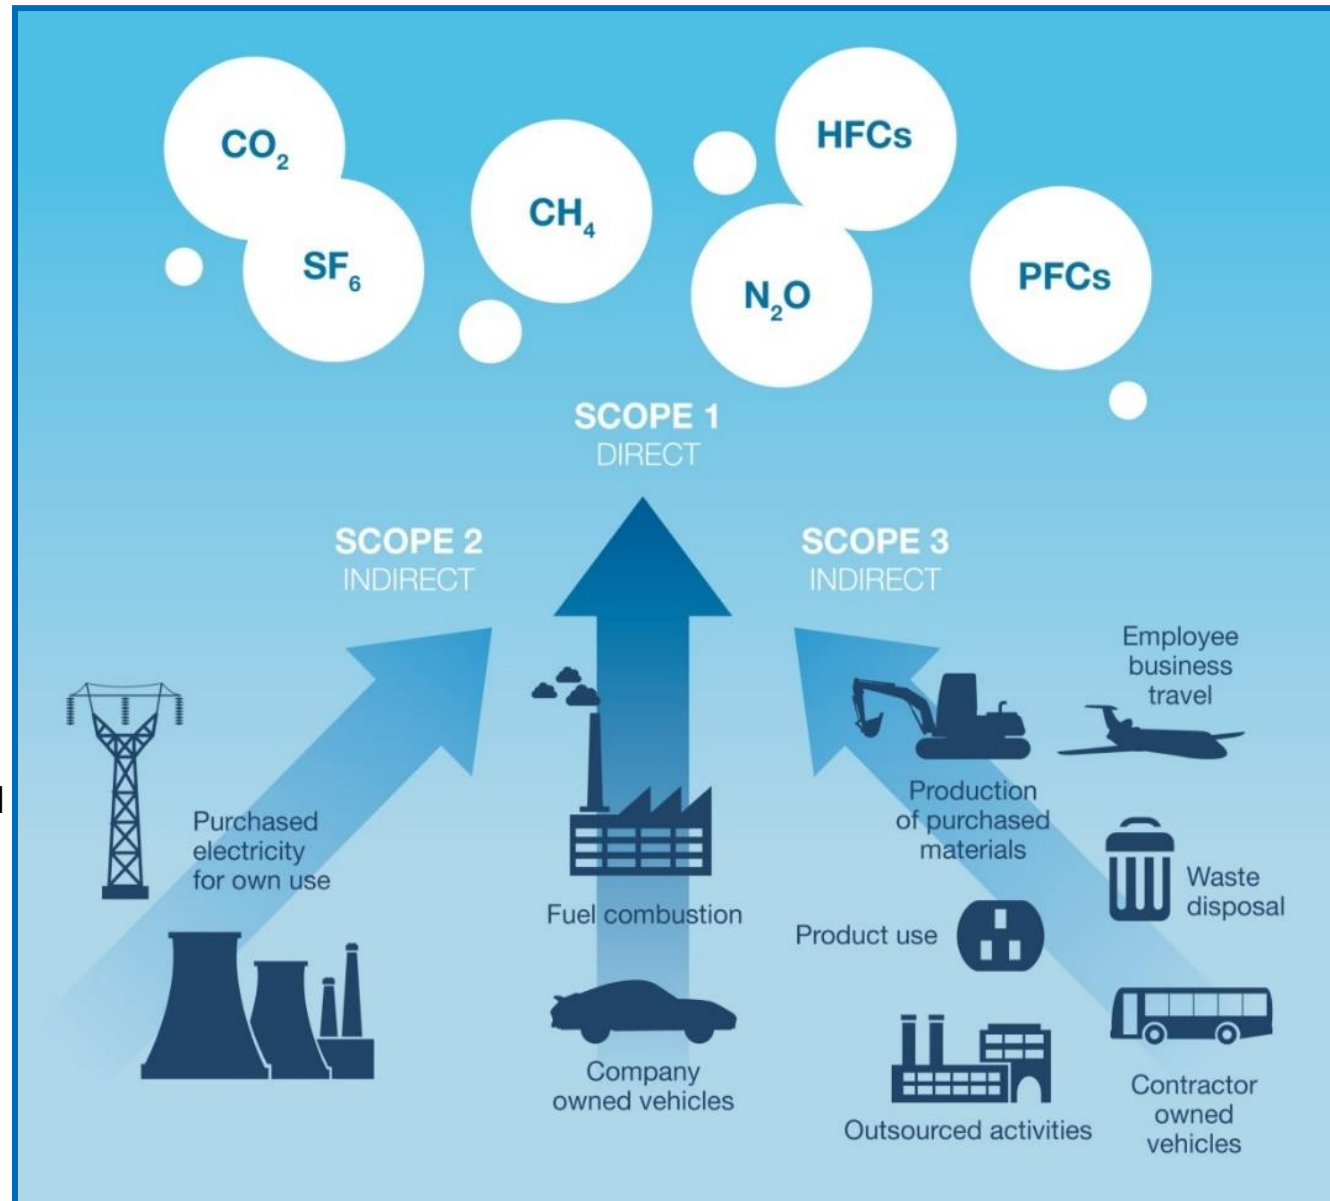 CO₂
SF₆
CH₄
HFCs
N₂O
PFCs
SCOPE 1
DIRECT
SCOPE 2
INDIRECT
SCOPE 3
INDIRECT
Purchased
electricity
for own use
Fuel combustion
Company
owned vehicles
Employee
business
travel
Production
of purchased
materials
Waste
disposal
Product use
Contractor
owned
vehicles
Outsourced activities